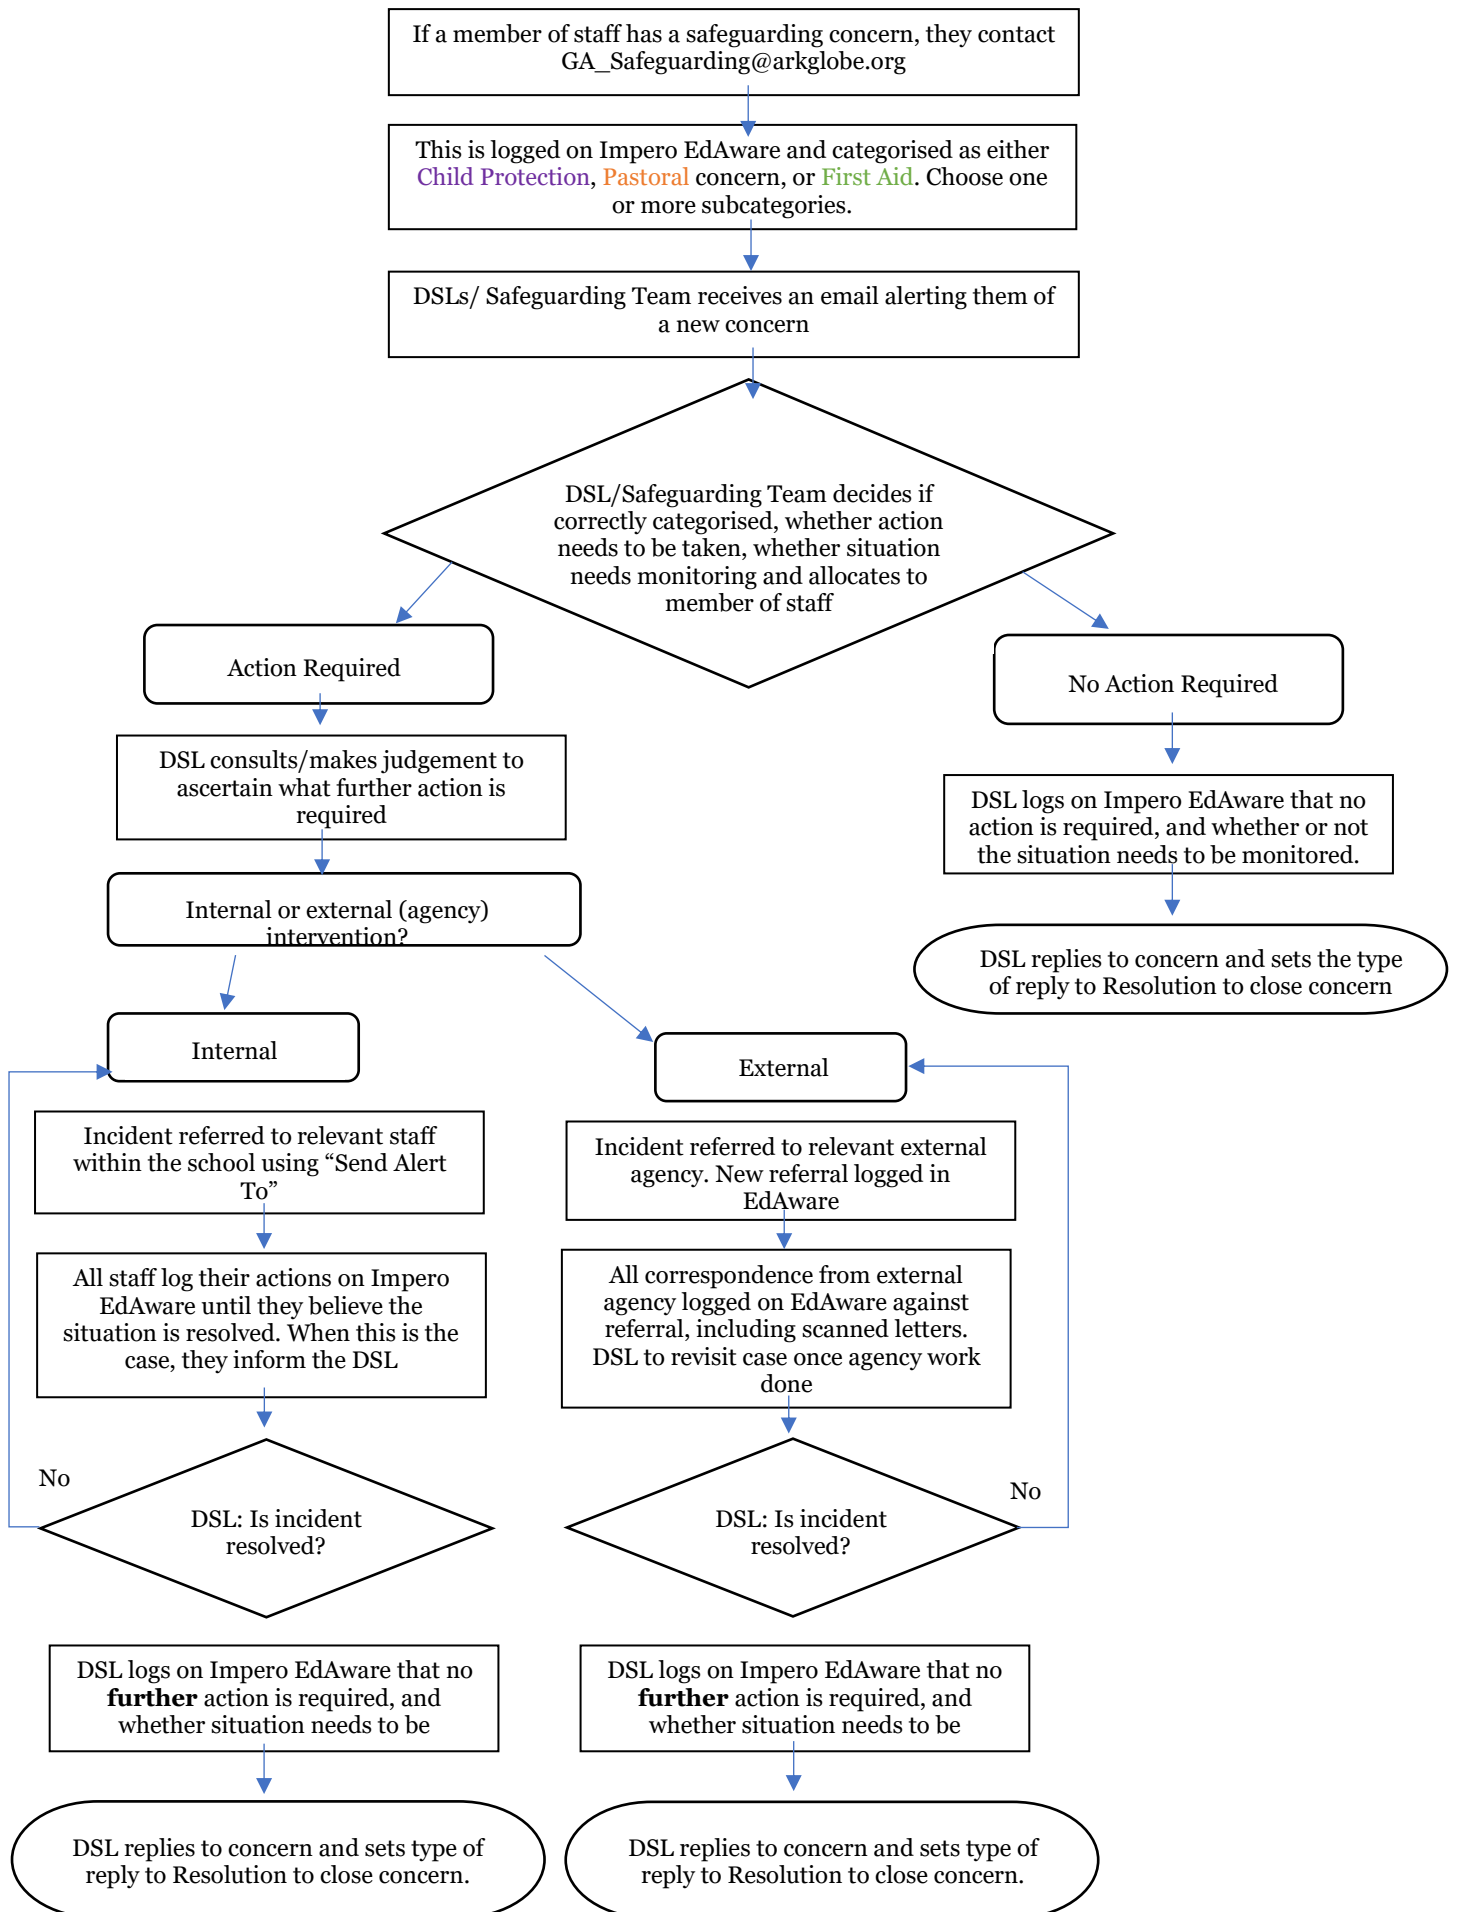 If a member of staff has a safeguarding concern, they contact
GA_Safeguarding@arkglobe.org
This is logged on Impero EdAware and categorised as either
Child Protection, Pastoral concern, or First Aid. Choose one
or more subcategories.
DSLs/ Safeguarding Team receives an email alerting them of
a new concern
DSL/Safeguarding Team decides if
correctly categorised, whether action
needs to be taken, whether situation
needs monitoring and allocates to
member of staff
Action Required
No Action Required
DSL consults/makes judgement to
ascertain what further action is
required
DSL logs on Impero EdAware that no
action is required, and whether or not
the situation needs to be monitored.
Internal or external (agency)
intervention?
DSL replies to concern and sets the type
of reply to Resolution to close concern
Internal
External
Incident referred to relevant staff
within the school using “Send Alert
To”
Incident referred to relevant external
agency. New referral logged in
EdAware
All staff log their actions on Impero
EdAware until they believe the
situation is resolved. When this is the
case, they inform the DSL
All correspondence from external
agency logged on EdAware against
referral, including scanned letters.
DSL to revisit case once agency work
done
No
DSL: Is incident
resolved?
No
DSL: Is incident
resolved?
DSL logs on Impero EdAware that no
further action is required, and
whether situation needs to be
DSL logs on Impero EdAware that no
further action is required, and
whether situation needs to be
DSL replies to concern and sets type of
reply to Resolution to close concern.
DSL replies to concern and sets type of
reply to Resolution to close concern.